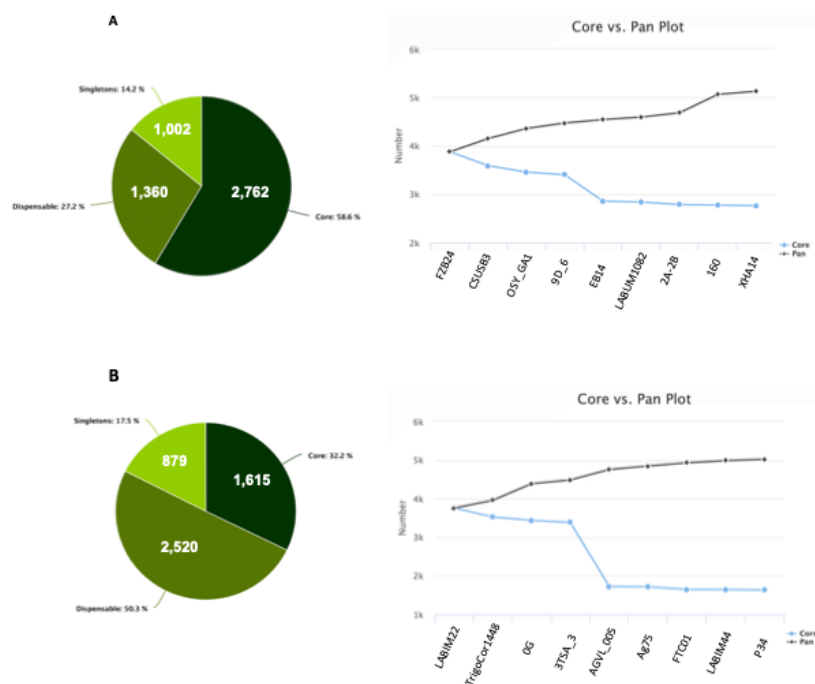 A
Singletons: 14.2 %
1,002
1,360
2,762
Dispensable: 27.2 %
Core: 58.6 %
Core vs. Pan Plot
6k
5k
4k
3k
2k
Number
FZB24
CSUSB3
OSY_GA1
9D_6
EB14
LABUM1082
2A-2B
160
XHA14
Core
Pan
B
Singletons: 17.5 %
879
1,615
Core: 32.2 %
2,520
Dispensable: 50.3 %
Core vs. Pan Plot
6k
5k
4k
3k
2k
1k
Number
LABIM22
TrigoCor1448
0G
3TSA_3
AGVL_005
Ag75
FTC01
LABIM44
P34
Core
Pan